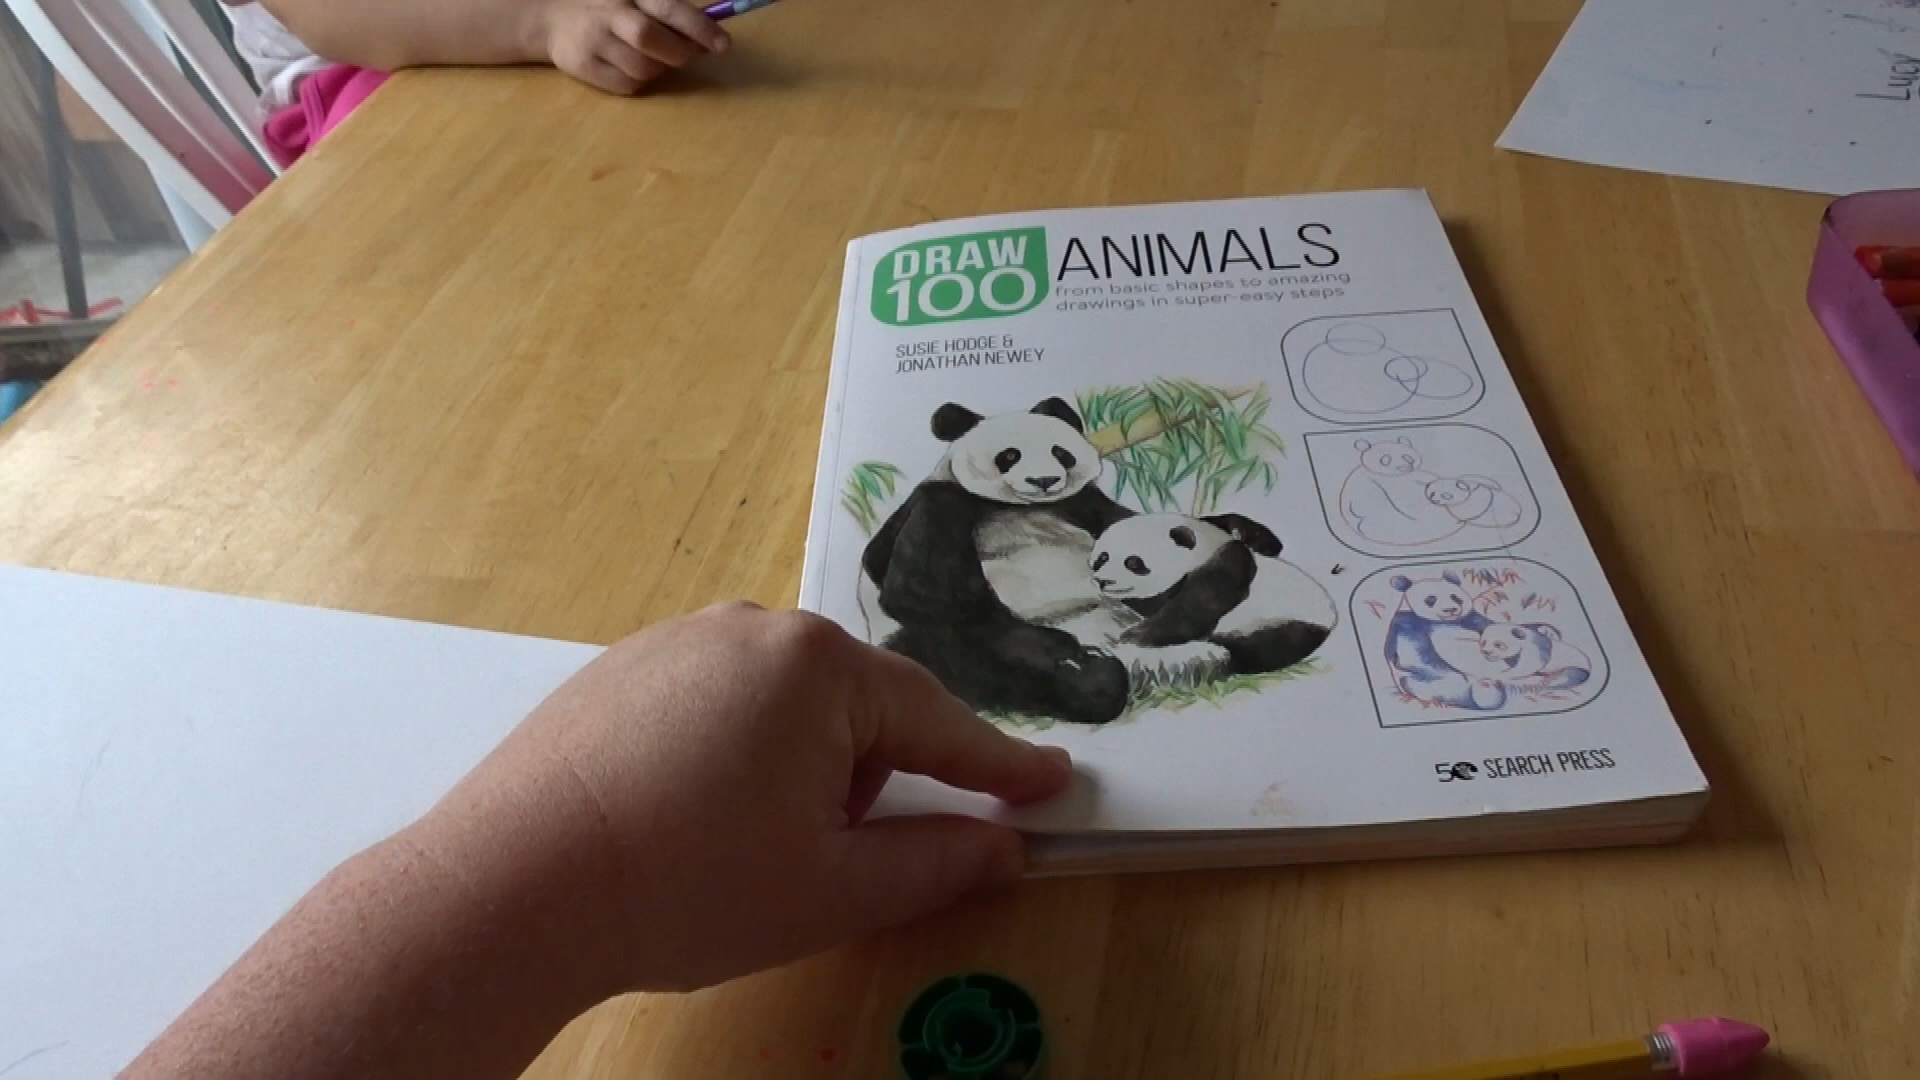 DRAW
100
ANIMALS
from basic shapes to amazing
drawings in super-easy steps
SUSIE HODGE &
JONATHAN NEWEY
50 SEARCH PRESS
Lucy